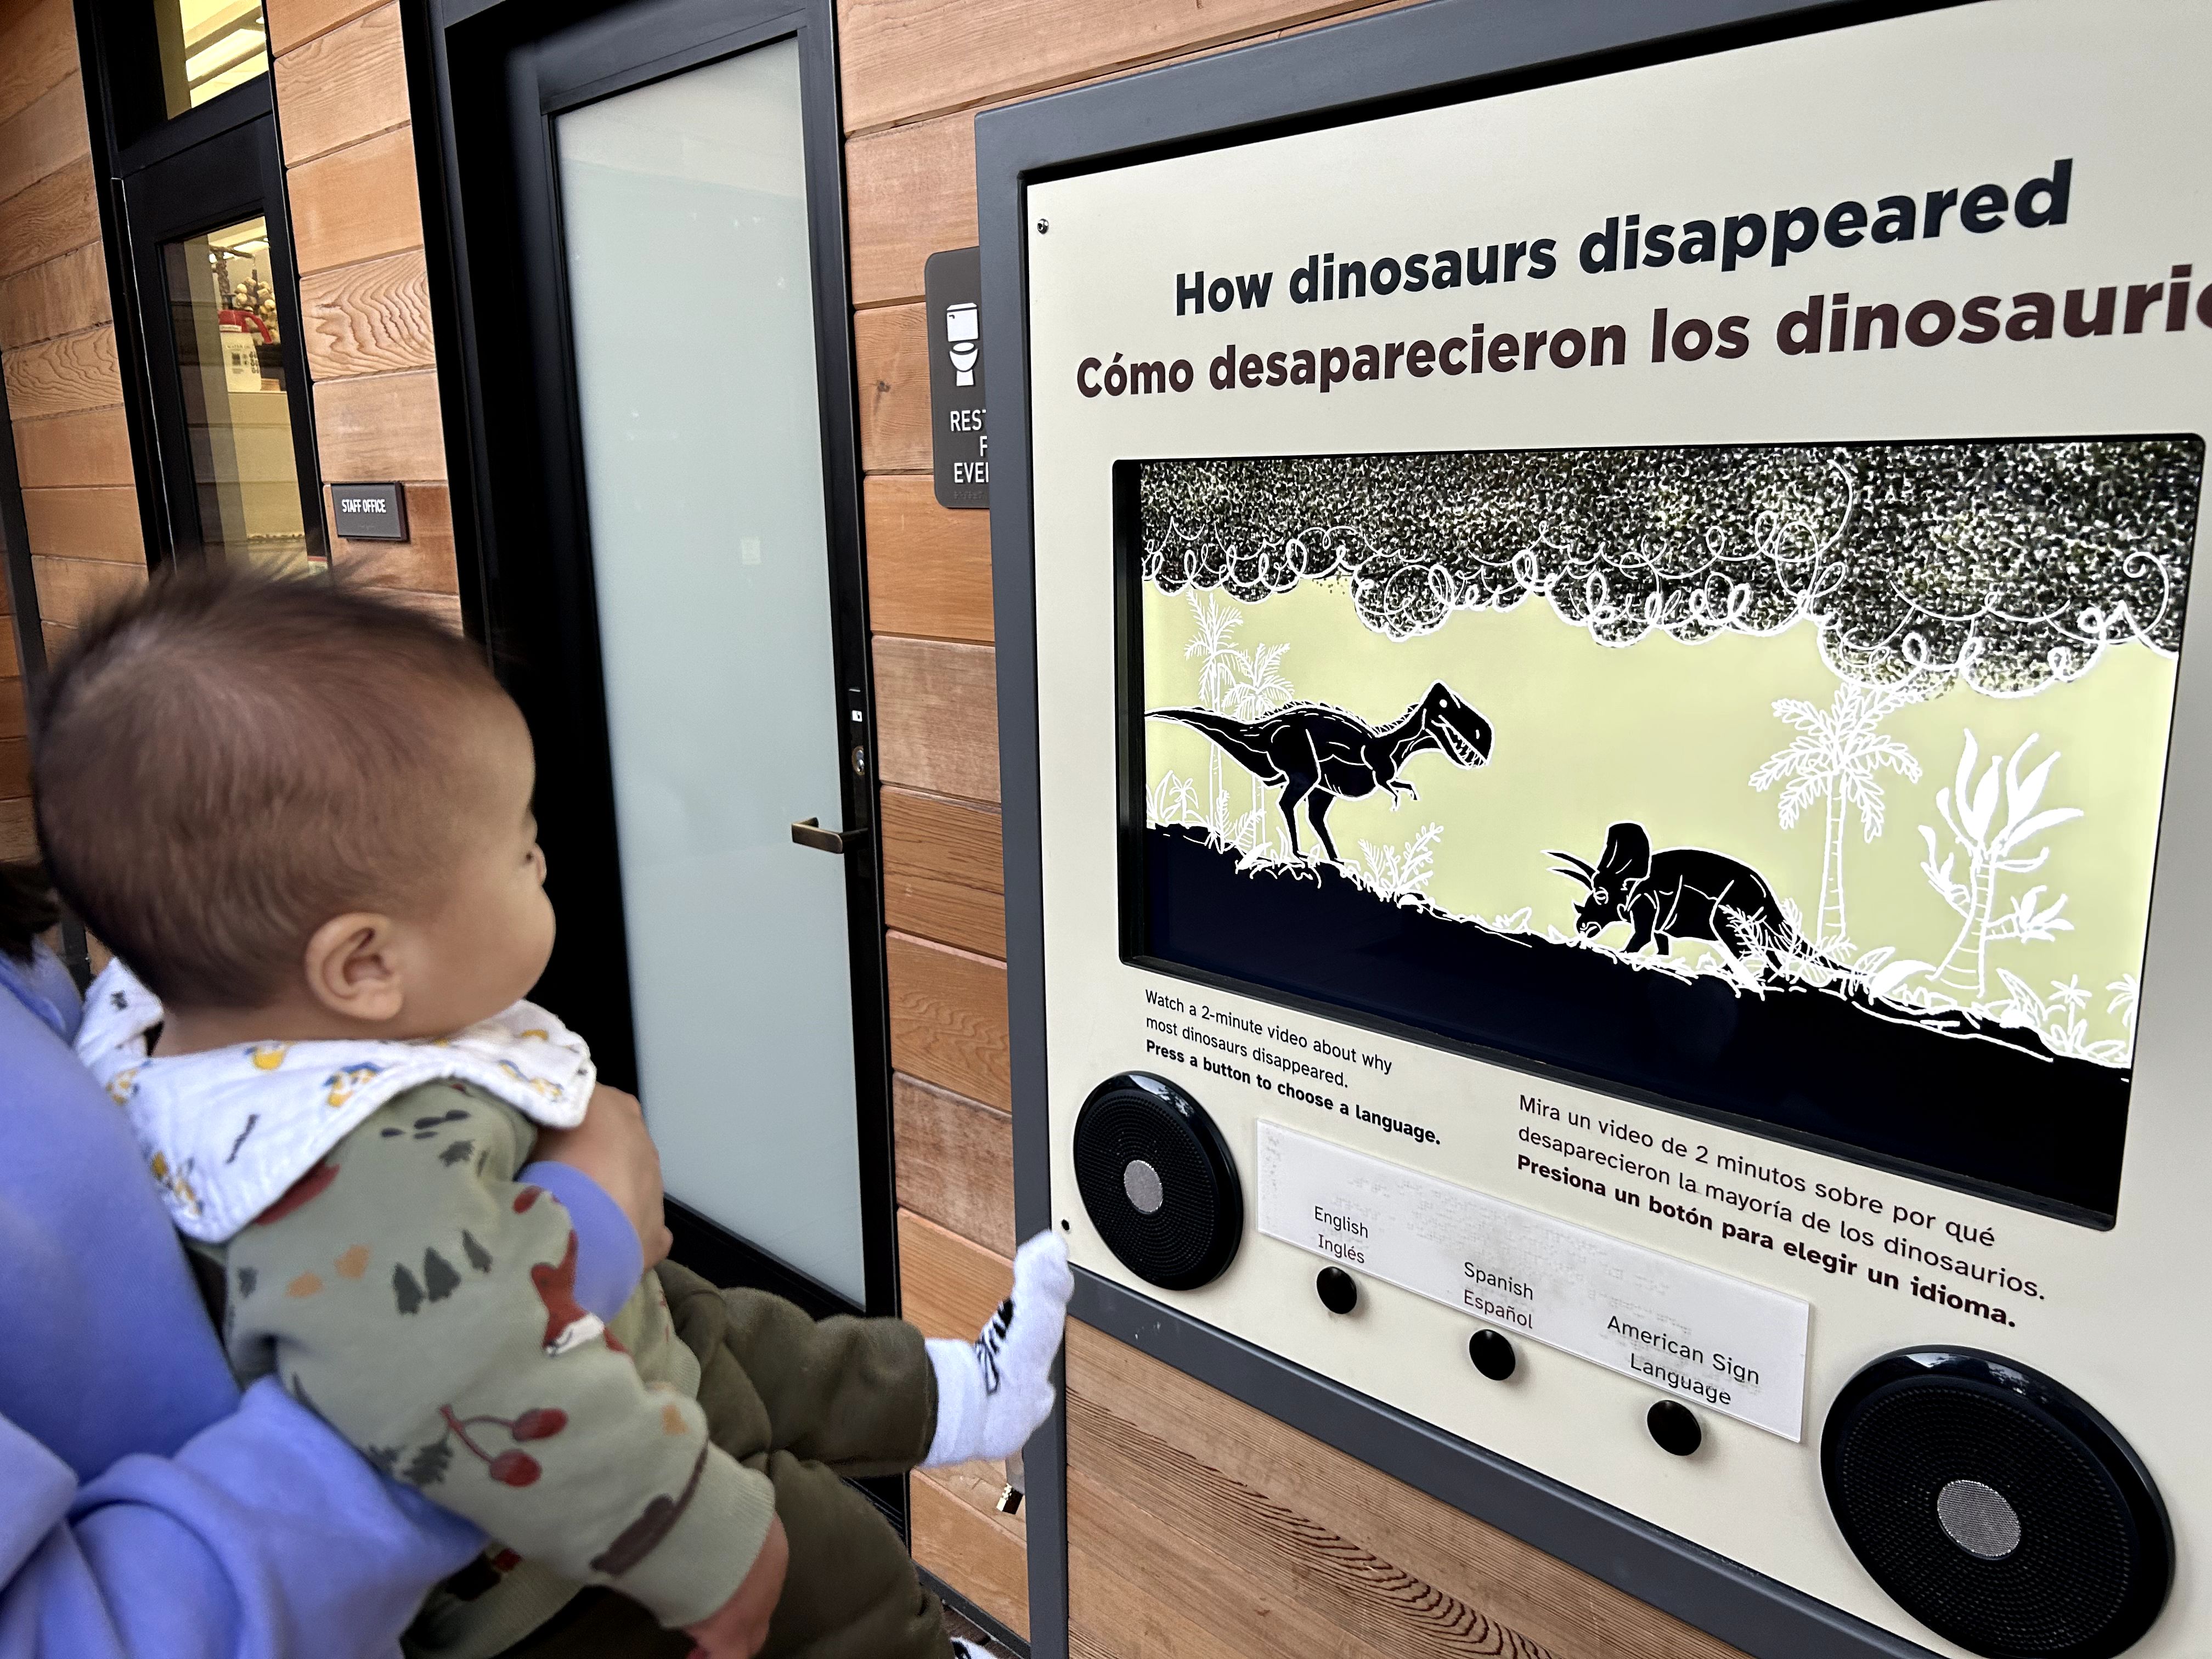 STAFF OFFICE
How dinosaurs disappeared
Cómo desaparecieron los
Watch a 2-minute video about why
most dinosaurs disappeared.
Press a button to choose a language.
Mira un video de 2 minutos sobre por qué
desaparecieron la mayoría de los dinosaurios.
Presiona un botón para elegir un idioma.
English
Inglés
Spanish
Español
American Sign
Language